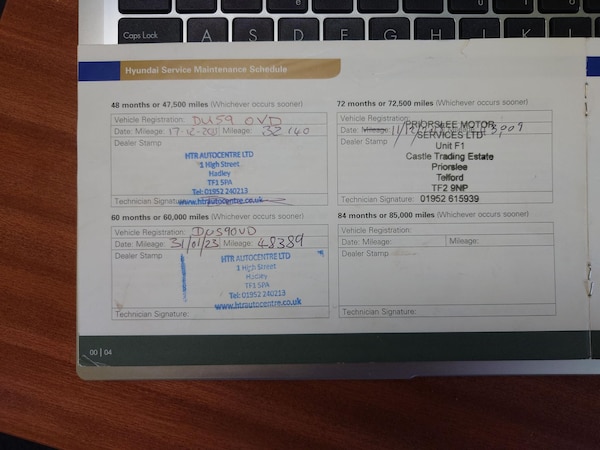 Caps Lock
A
S
D
F
G
H
J
K
L
Hyundai Service Maintenance Schedule
48 months or 47,500 miles (Whichever occurs sooner)
Vehicle Registration: DU59 OVD
Date: Mileage: 17-12-20 Mileage: 32140
Dealer Stamp
HTR AUTOCENTRE LTD
1 High Street
Hadley
TF1 5PA
Tel: 01952 240213
www.htrautocentre.co.uk
Technician Signature:
60 months or 60,000 miles (Whichever occurs sooner)
Vehicle Registration: DU59OVD
Date: Mileage: 31/01/23 Mileage: 48389
Dealer Stamp
HTR AUTOCENTRE LTD
1 High Street
Hadley
TF1 5PA
Tel: 01952 240213
www.htrautocentre.co.uk
Technician Signature:
72 months or 72,500 miles (Whichever occurs sooner)
Vehicle Registration:
PRIORSLEE MOTOR
Date: Mileage:
SERVICES LTD
Dealer Stamp
Unit F1
Castle Trading Estate
Priorslee
Telford
TF2 9NP
Technician Signature: 01952 615939
84 months or 85,000 miles (Whichever occurs sooner)
Vehicle Registration:
Date: Mileage: Mileage:
Dealer Stamp
Technician Signature:
00 | 04